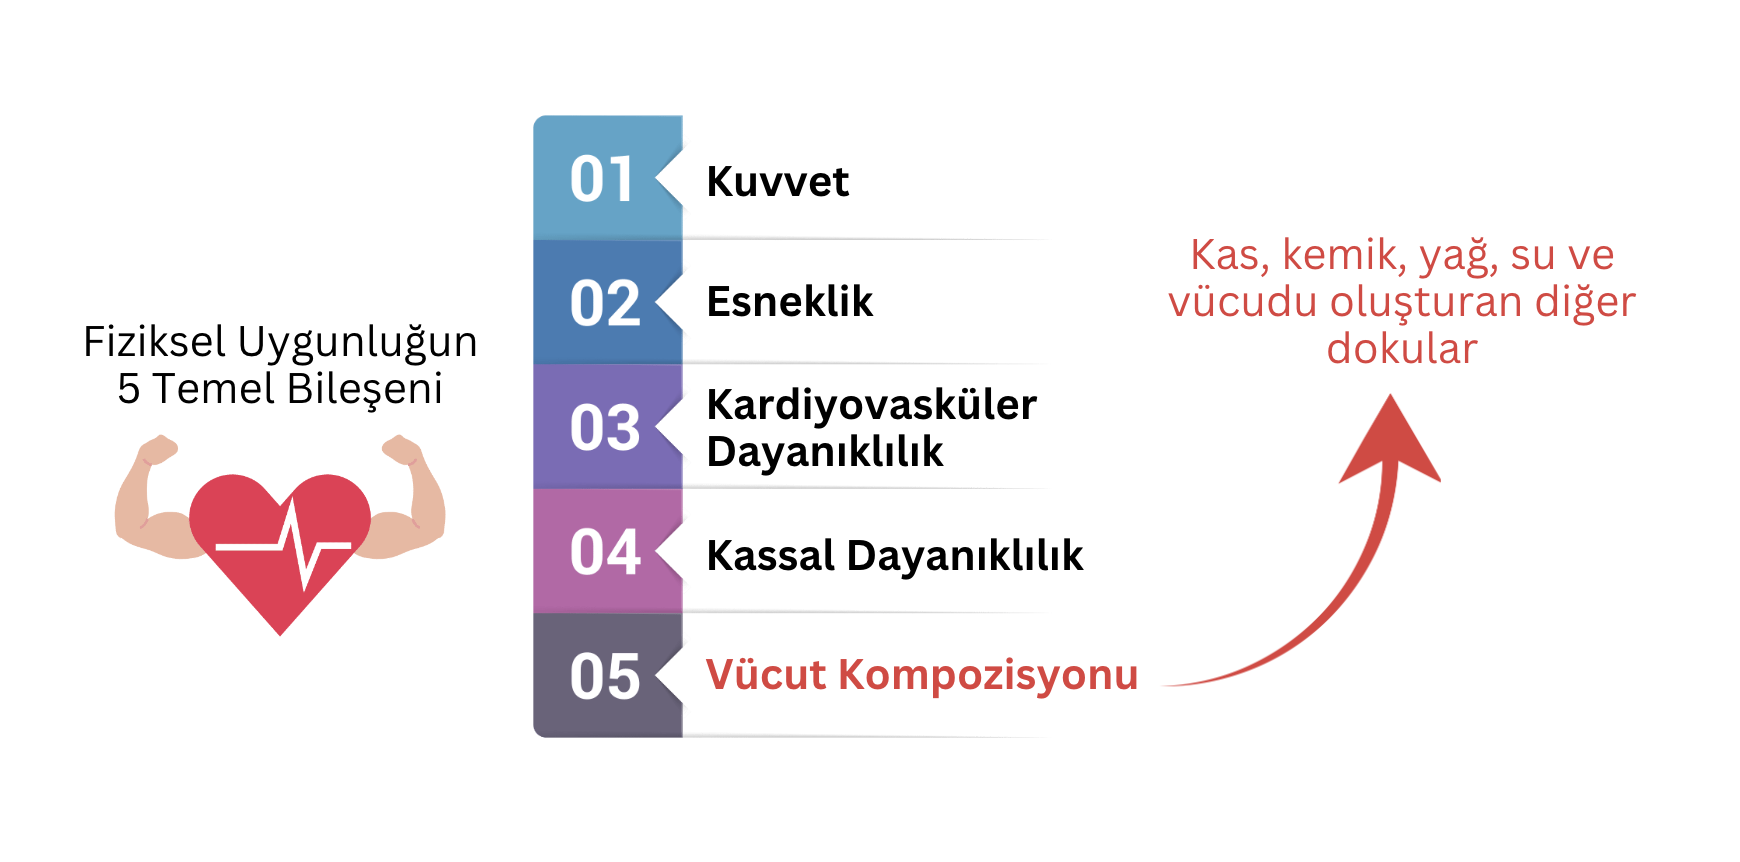 Fiziksel Uygunluğun
5 Temel Bileşeni
01
Kuvvet
02
Esneklik
03
Kardiyovasküler
Dayanıklılık
04
Kassal Dayanıklılık
05
Vücut Kompozisyonu
Kas, kemik, yağ, su ve
vücudu oluşturan diğer
dokular